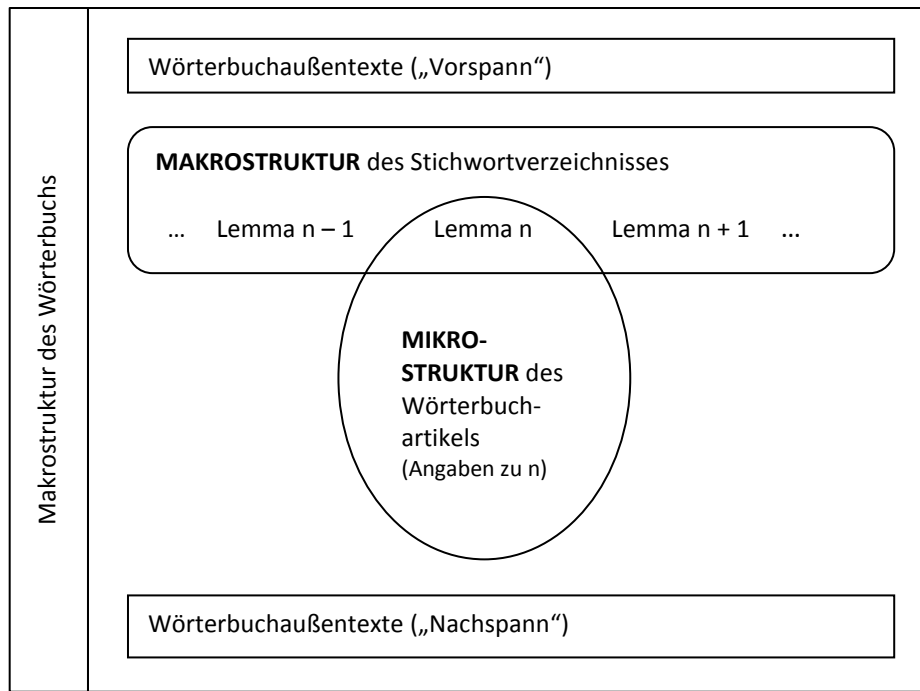 Makrostruktur des Wörterbuchs
Wörterbuchaußentexte („Vorspann“)
MAKROSTRUKTUR des Stichwortverzeichnisses
... Lemma n – 1 Lemma n Lemma n + 1 ...
MIKRO-
STRUKTUR des
Wörterbuch-
artikels
(Angaben zu n)
Wörterbuchaußentexte („Nachspann“)